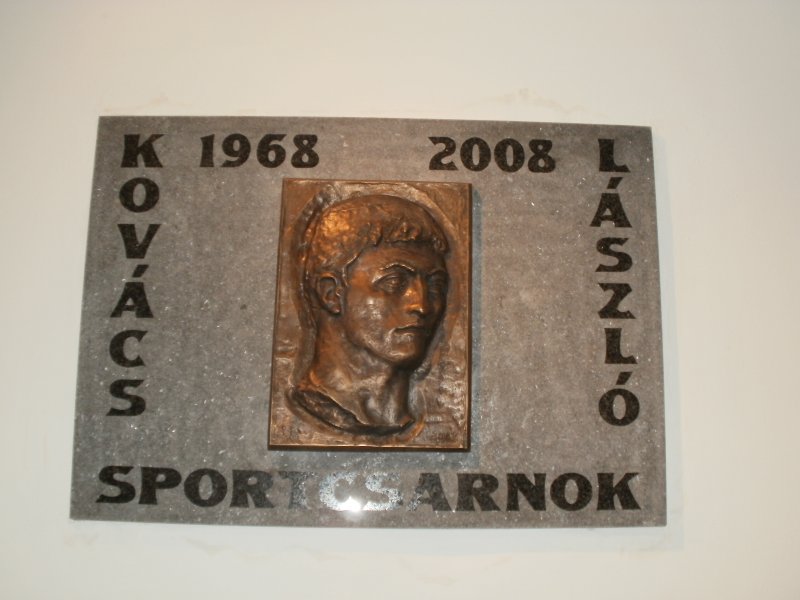 KOVÁCS
1968
2008
LÁSZLÓ
SPORTCSARNOK